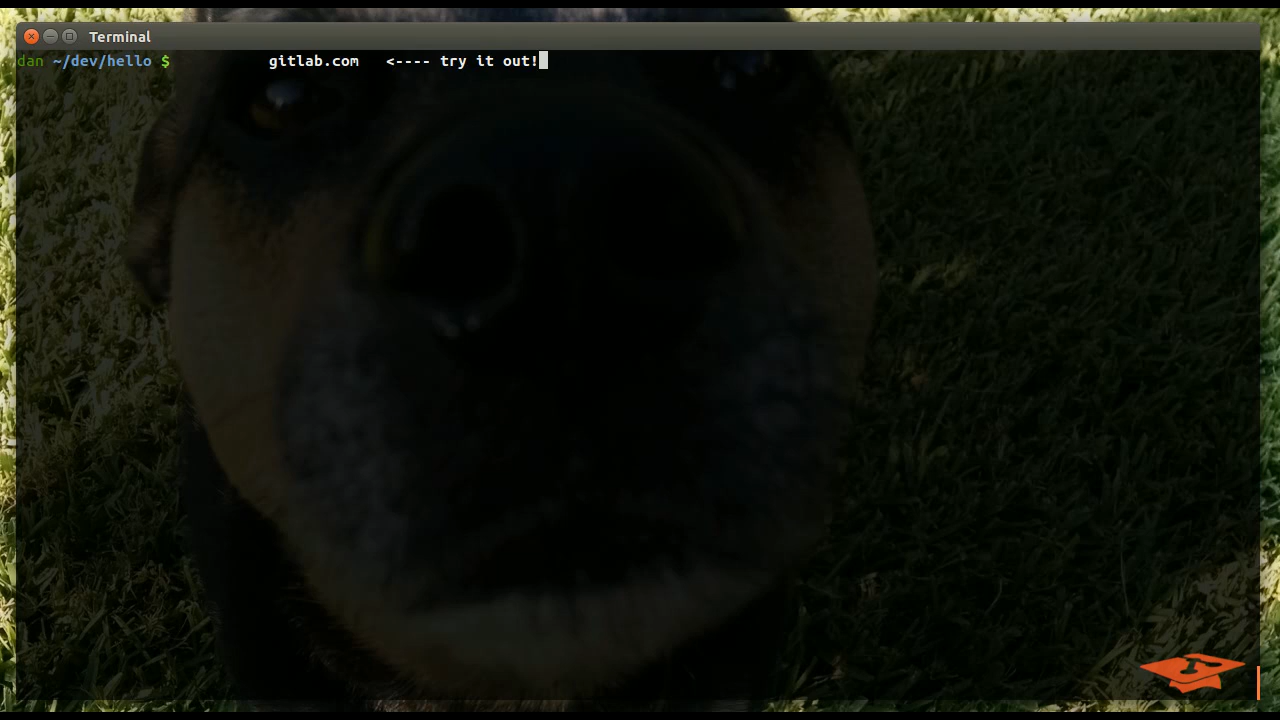 Terminal
dan ~/dev/hello $ gitlab.com <---- try it out!